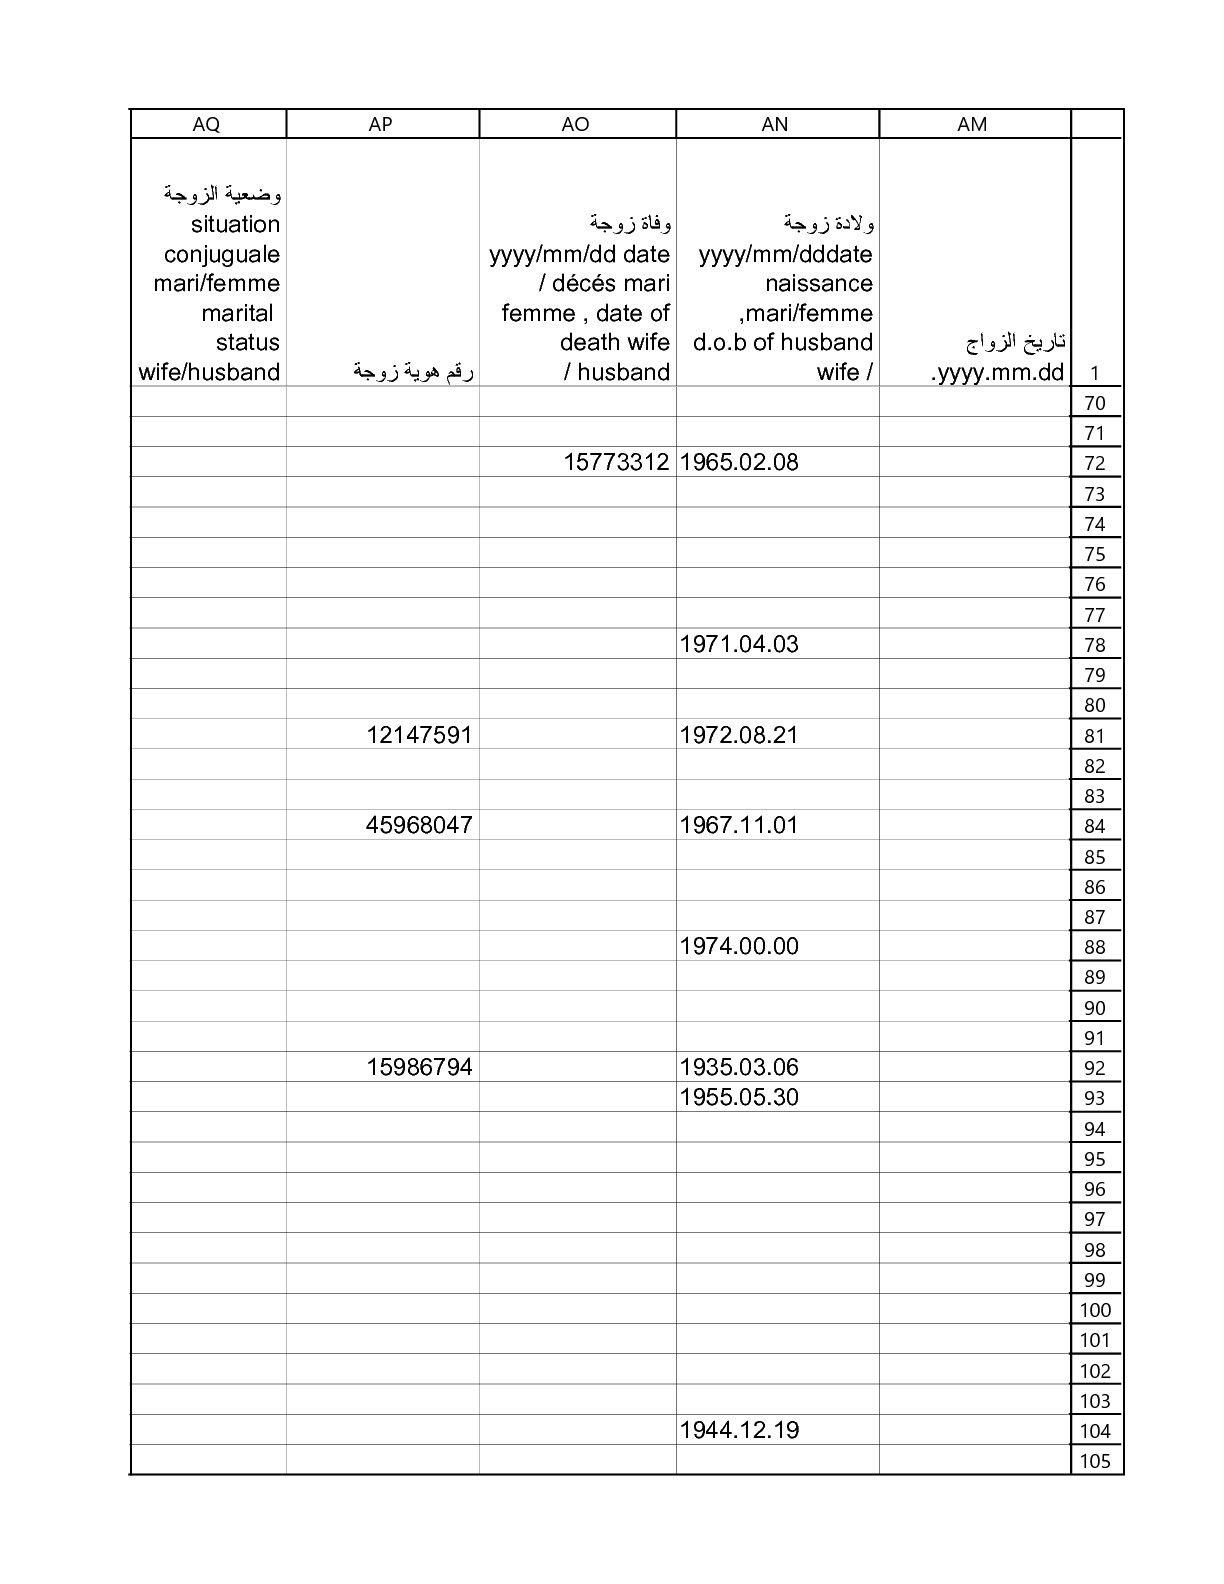 AQ AP AO AN AM
وضعية الزوجة
situation
conjuguale
mari/femme
marital
status
wife/husband
رقم هوية زوجة
وفاة زوجة
yyyy/mm/dd date
/ décés mari
femme , date of
death wife
/ husband
ولادة زوجة
yyyy/mm/dddate
naissance
,mari/femme
d.o.b of husband
wife /
تاريخ الزواج
.yyyy.mm.dd
1
70
71
15773312 1965.02.08 72
73
74
75
76
77
1971.04.03 78
79
80
12147591 1972.08.21 81
82
83
45968047 1967.11.01 84
85
86
87
1974.00.00 88
89
90
91
15986794 1935.03.06 92
1955.05.30 93
94
95
96
97
98
99
100
101
102
103
1944.12.19 104
105